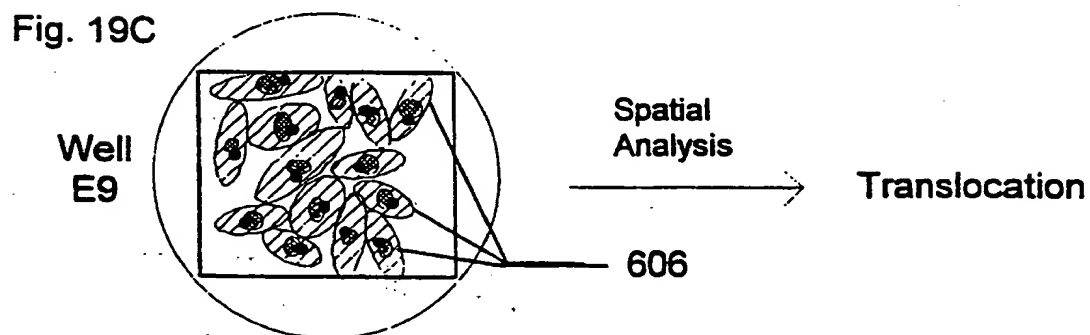 Fig. 19C
Well
E9
Spatial
Analysis
Translocation
606